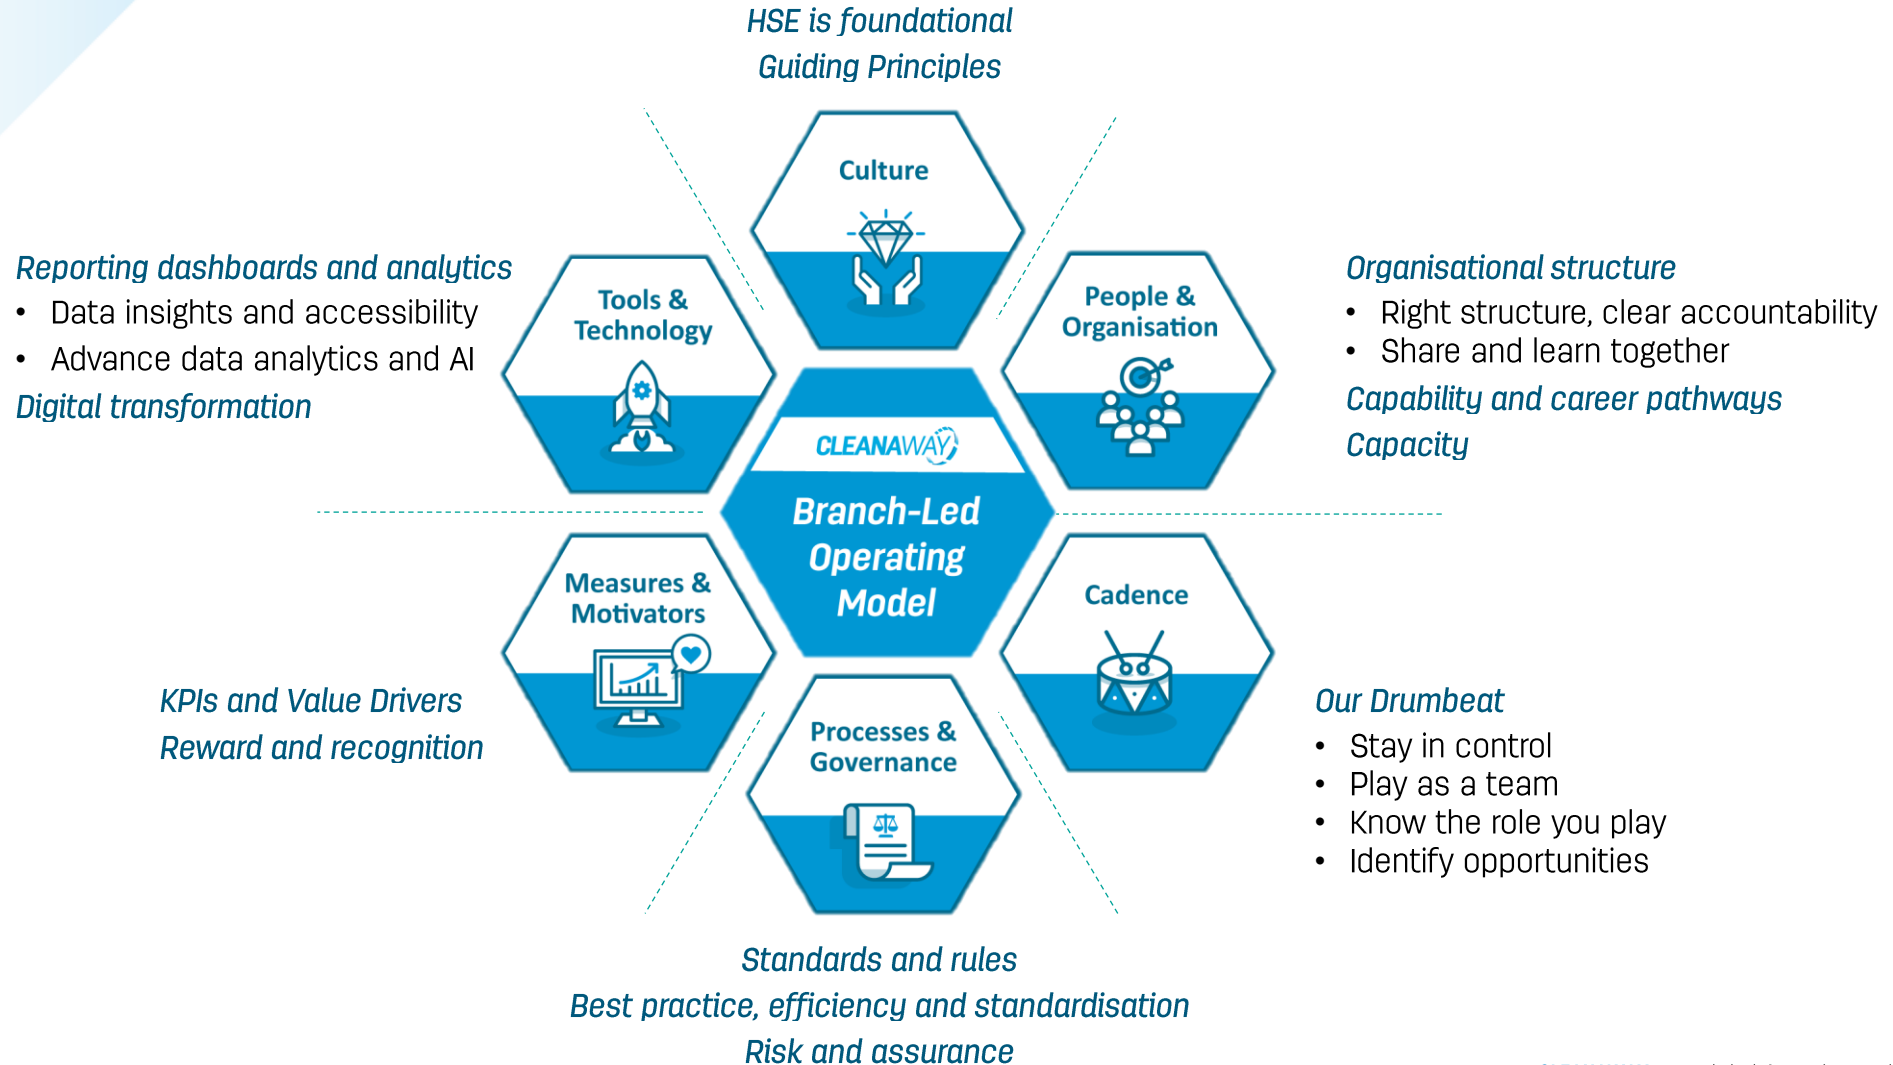 HSE is foundational
Guiding Principles
Culture
Reporting dashboards and analytics
• Data insights and accessibility
• Advance data analytics and AI
Digital transformation
Tools &
Technology
People &
Organisation
Organisational structure
• Right structure, clear accountability
• Share and learn together
Capability and career pathways
Capacity
CLEANAWAY
Branch-Led
Operating
Model
Measures &
Motivators
KPIs and Value Drivers
Reward and recognition
Cadence
Our Drumbeat
• Stay in control
• Play as a team
• Know the role you play
• Identify opportunities
Processes &
Governance
Standards and rules
Best practice, efficiency and standardisation
Risk and assurance